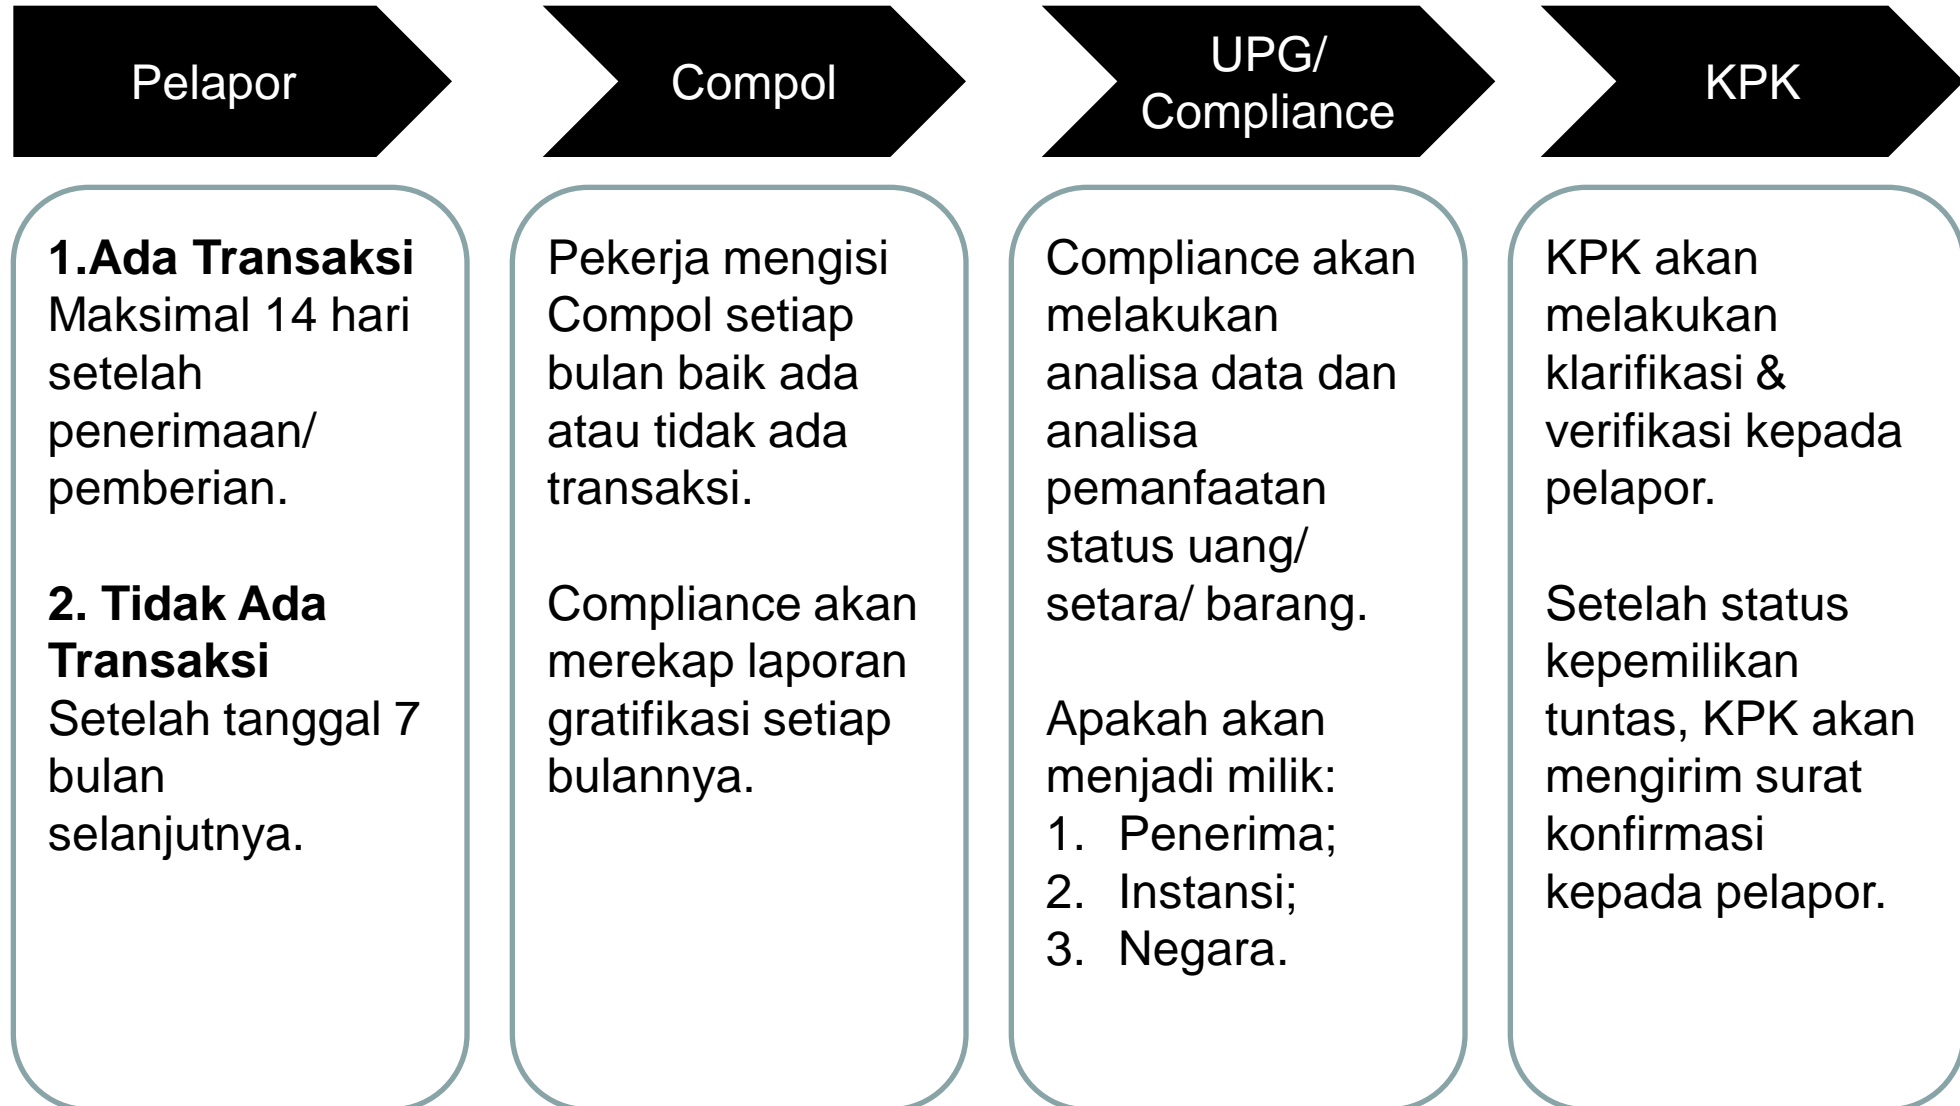 Pelapor
Compol
UPG/
Compliance
KPK
1.Ada Transaksi
Maksimal 14 hari
setelah
penerimaan/
pemberian.
2. Tidak Ada
Transaksi
Setelah tanggal 7
bulan
selanjutnya.
Pekerja mengisi
Compol setiap
bulan baik ada
atau tidak ada
transaksi.
Compliance akan
merekap laporan
gratifikasi setiap
bulannya.
Compliance akan
melakukan
analisa data dan
analisa
pemanfaatan
status uang/
setara/ barang.
Apakah akan
menjadi milik:
1. Penerima;
2. Instansi;
3. Negara.
KPK akan
melakukan
klarifikasi &
verifikasi kepada
pelapor.
Setelah status
kepemilikan
tuntas, KPK akan
mengirim surat
konfirmasi
kepada pelapor.